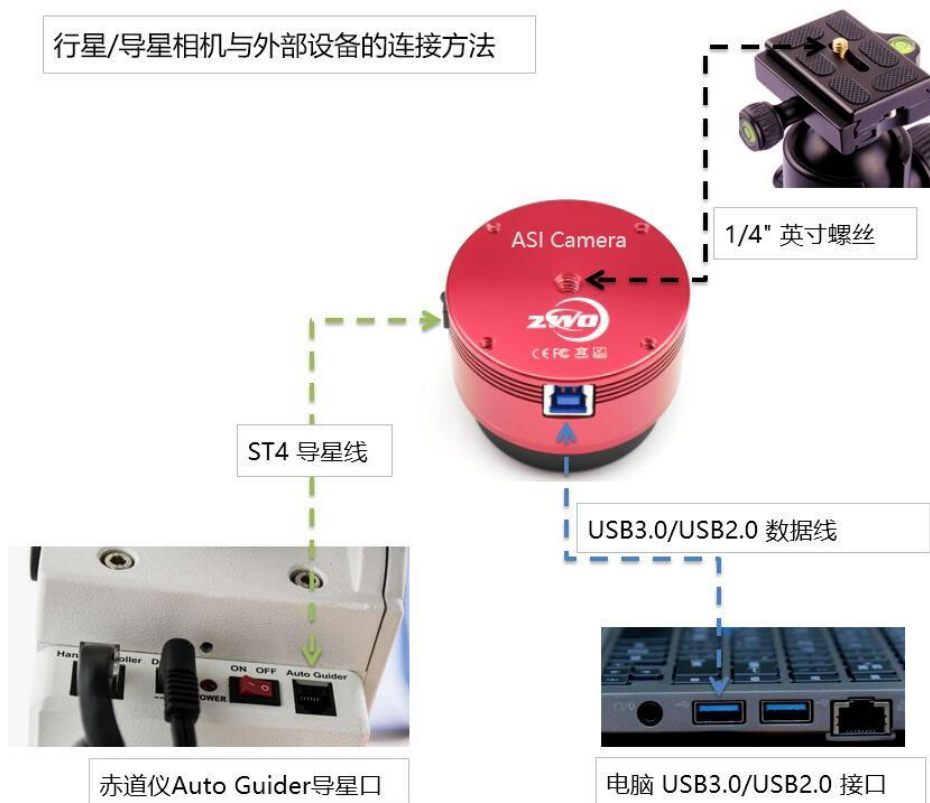 行星/导星相机与外部设备的连接方法
1/4" 英寸螺丝
ASI Camera
ZWO
CE FC
ST4 导星线
USB3.0/USB2.0 数据线
ON OFF Auto Guider
赤道仪Auto Guider导星口
电脑 USB3.0/USB2.0 接口